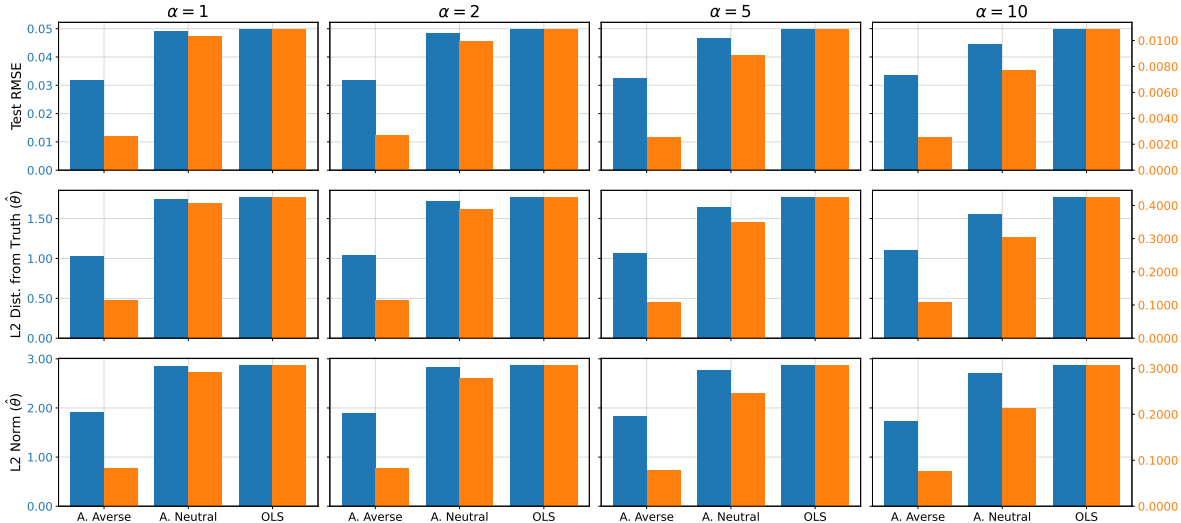 α = 1
α = 2
α = 5
α = 10
Test RMSE
0.05
0.04
0.03
0.02
0.01
0.00
0.0100
0.0080
0.0060
0.0040
0.0020
0.0000
L2 Dist. from Truth (θ̂)
1.50
1.00
0.50
0.00
0.4000
0.3000
0.2000
0.1000
0.0000
L2 Norm (θ̂)
3.00
2.00
1.00
0.00
0.3000
0.2000
0.1000
0.0000
A. Averse A. Neutral OLS
A. Averse A. Neutral OLS
A. Averse A. Neutral OLS
A. Averse A. Neutral OLS